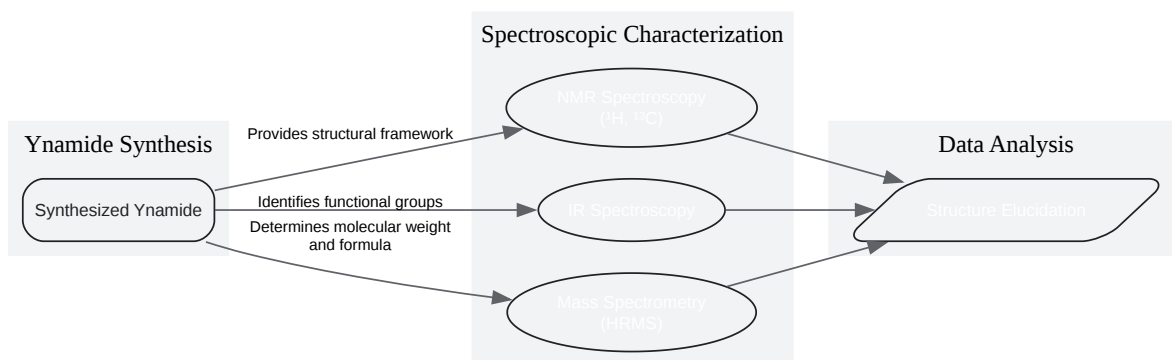 Spectroscopic Characterization
NMR Spectroscopy
(¹H, ¹³C)
Ynamide Synthesis
Provides structural framework
Data Analysis
Synthesized Ynamide
Identifies functional groups
IR Spectroscopy
Structure Elucidation
Determines molecular weight
and formula
Mass Spectrometry
(HRMS)